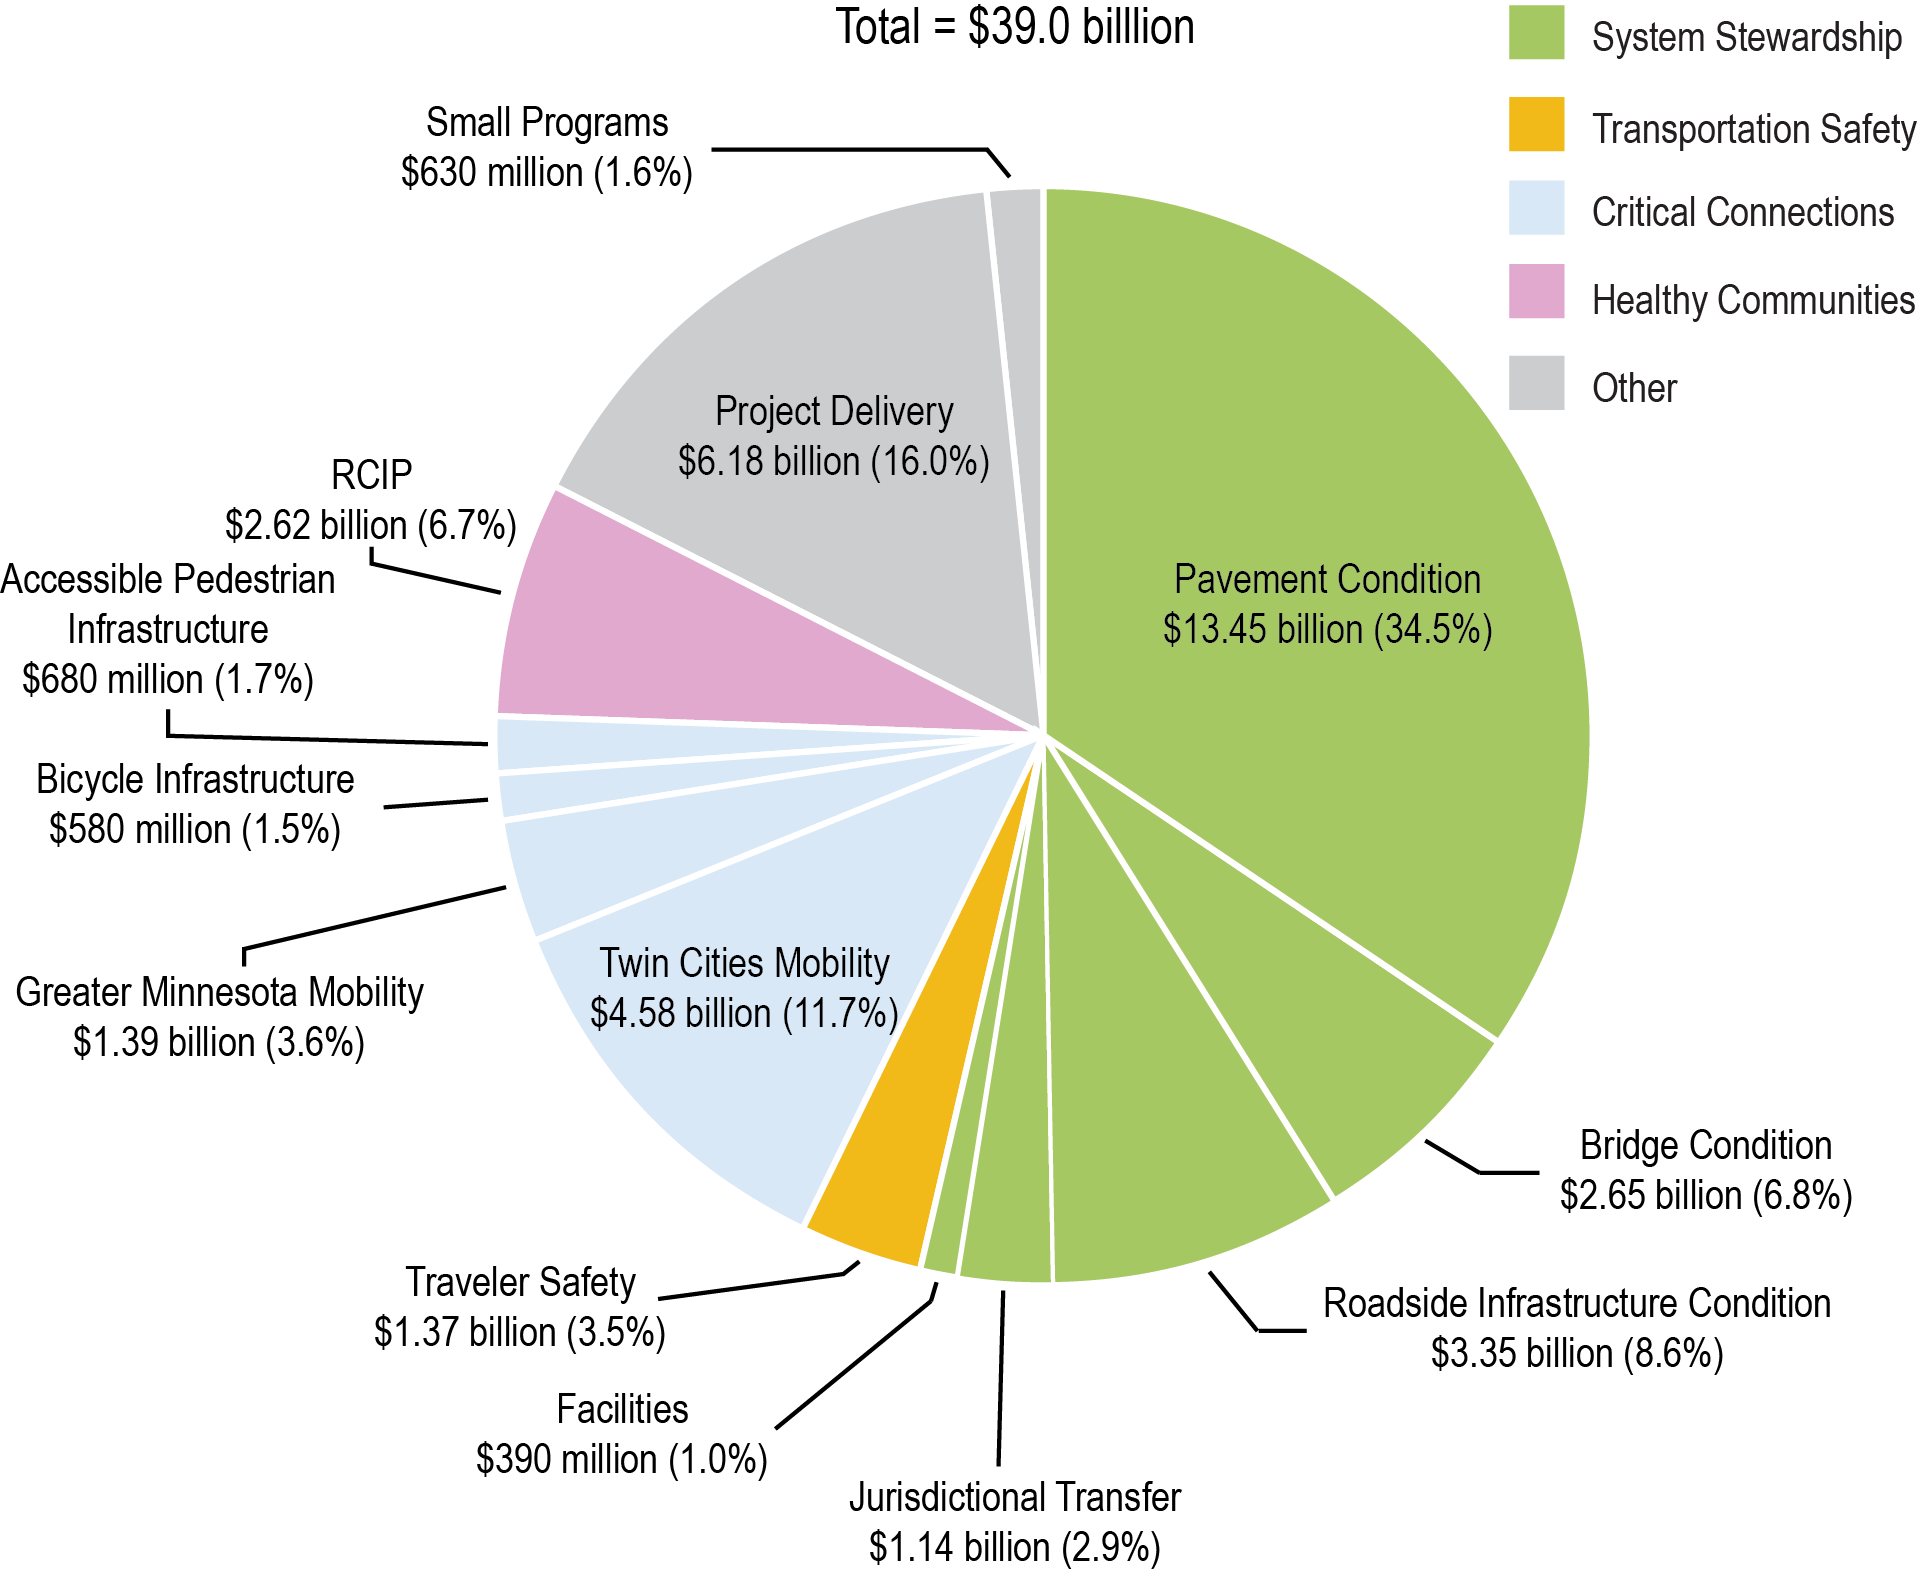 Total = $39.0 billlion
System Stewardship
Transportation Safety
Critical Connections
Healthy Communities
Other
Small Programs
$630 million (1.6%)
Project Delivery
$6.18 billion (16.0%)
RCIP
$2.62 billion (6.7%)
Accessible Pedestrian
Infrastructure
$680 million (1.7%)
Bicycle Infrastructure
$580 million (1.5%)
Greater Minnesota Mobility
$1.39 billion (3.6%)
Twin Cities Mobility
$4.58 billion (11.7%)
Pavement Condition
$13.45 billion (34.5%)
Bridge Condition
$2.65 billion (6.8%)
Roadside Infrastructure Condition
$3.35 billion (8.6%)
Traveler Safety
$1.37 billion (3.5%)
Facilities
$390 million (1.0%)
Jurisdictional Transfer
$1.14 billion (2.9%)